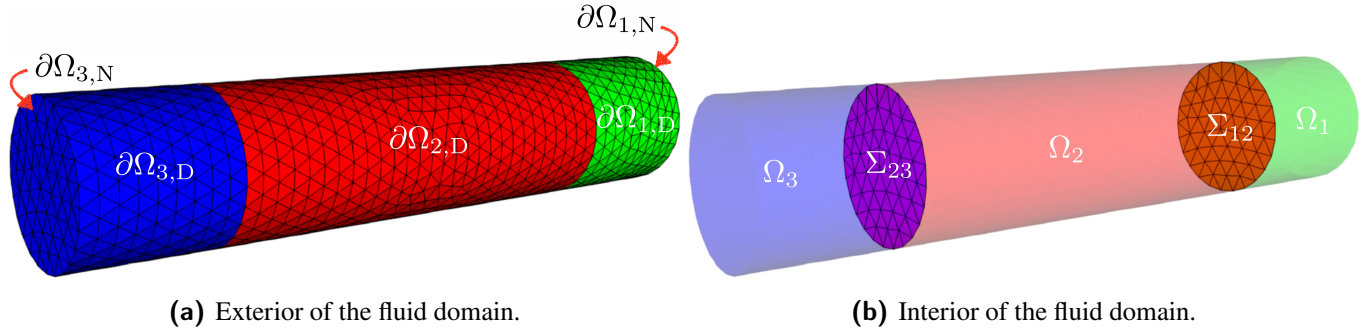 ∂Ω₁,N
∂Ω₃,N
∂Ω₃,D
∂Ω₂,D
∂Ω₁,D
Ω₃
Σ₂₃
Ω₂
Σ₁₂
Ω₁
(a) Exterior of the fluid domain.
(b) Interior of the fluid domain.